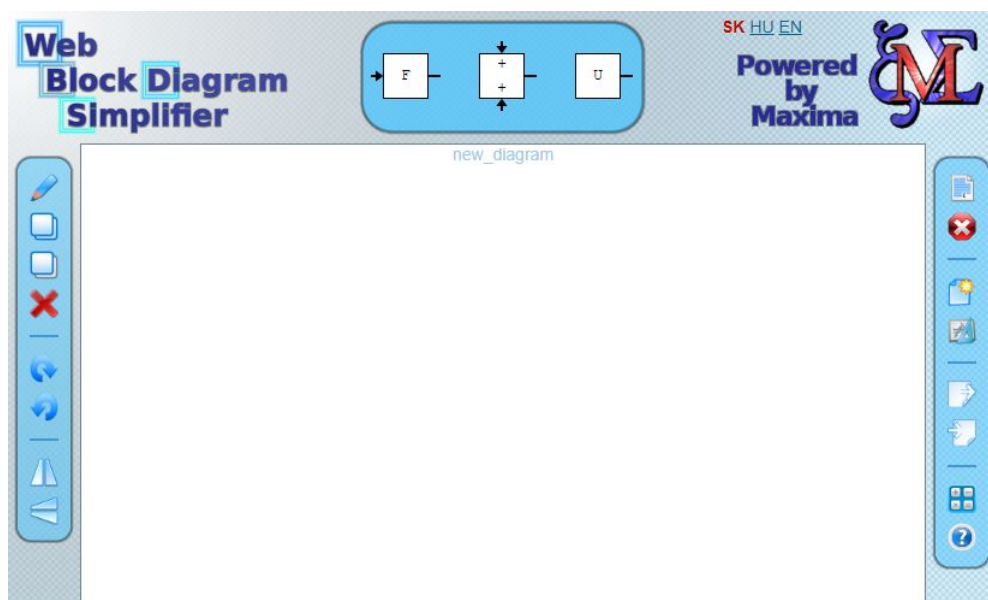 Web
Block Diagram
Simplifier
F
+
+
U
SK HU EN
Powered
by
Maxima
new_diagram